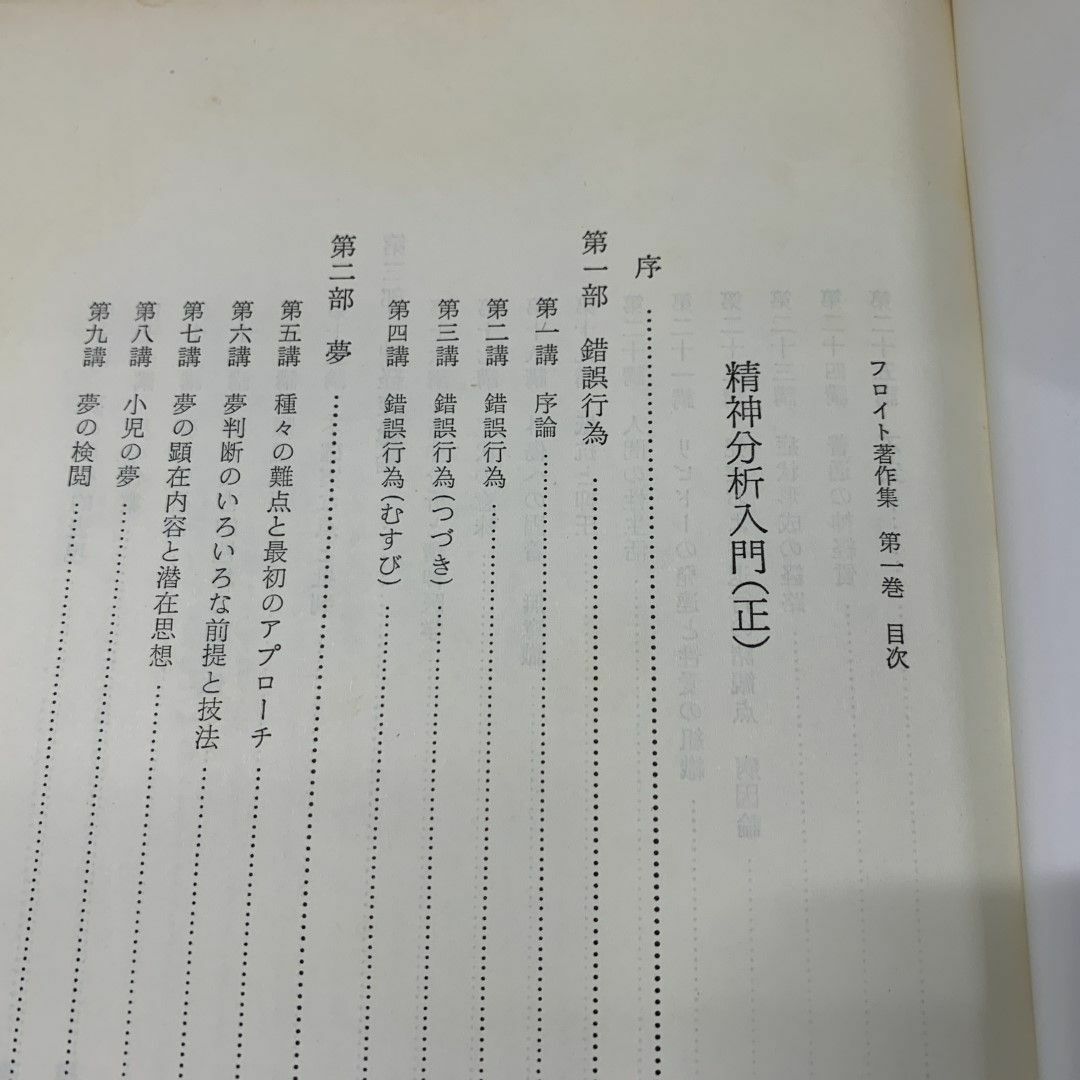 フロイト著作集 第一巻 目次
精神分析入門(正)
序
第一部 錯誤行為
第一講 序論
第二講 錯誤行為
第三講 錯誤行為(つづき)
第四講 錯誤行為(むすび)
第二部 夢
第五講 種々の難点と最初のアプローチ
第六講 夢判断のいろいろな前提と技法
第七講 夢の顕在内容と潜在思想
第八講 小児の夢
第九講 夢の検閲